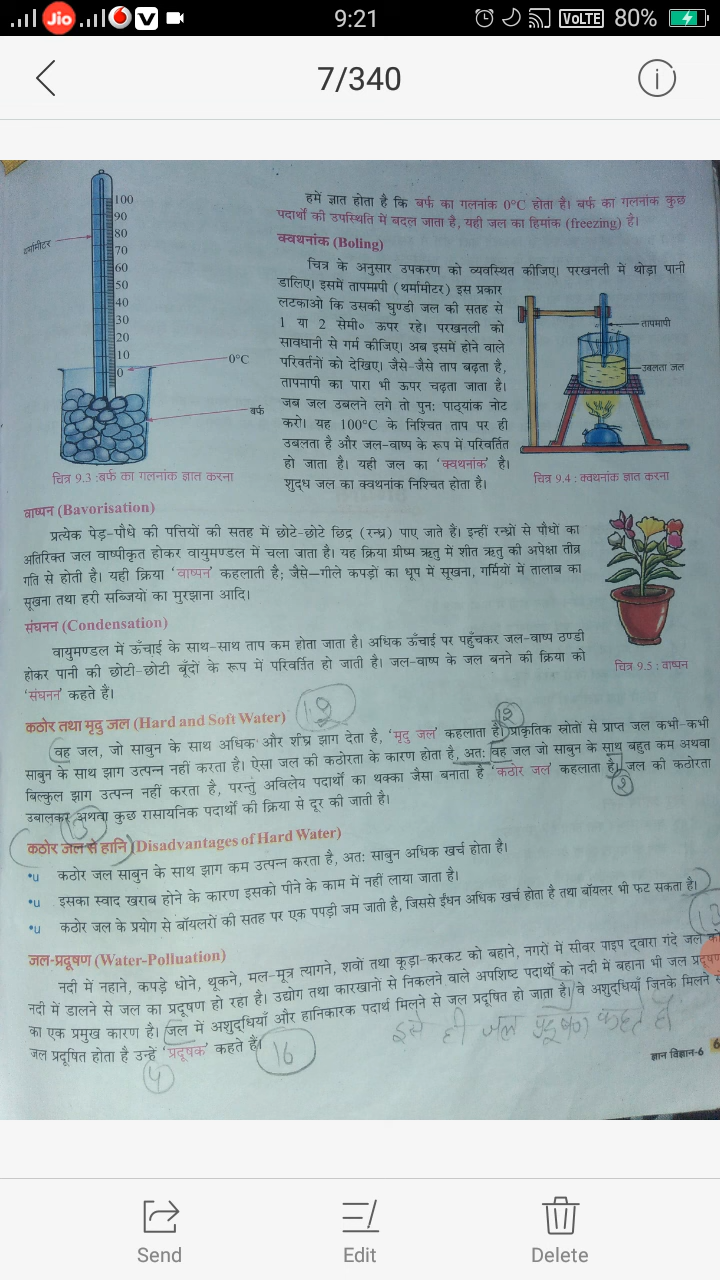 9:21
VoLTE
80%
7/340
100
90
80
70
60
50
40
30
20
10
0
थर्मामीटर
0°C
बर्फ
चित्र 9.3 : बर्फ का गलनांक ज्ञात करना
हमें ज्ञात होता है कि बर्फ का गलनांक 0°C होता है। बर्फ का गलनांक कुछ
पदार्थों की उपस्थिति में बदल जाता है, यही जल का हिमांक (freezing) है।
क्वथनांक (Boling)
चित्र के अनुसार उपकरण को व्यवस्थित कीजिए। परखनली में थोड़ा पानी
डालिए। इसमें तापमापी (थर्मामीटर) इस प्रकार
लटकाओ कि उसकी घुण्डी जल की सतह से
1 या 2 सेमी० ऊपर रहे। परखनली को
सावधानी से गर्म कीजिए। अब इसमें होने वाले
परिवर्तनों को देखिए। जैसे-जैसे ताप बढ़ता है,
तापनापी का पारा भी ऊपर चढ़ता जाता है।
जब जल उबलने लगे तो पुन: पाठ्यांक नोट
करो। यह 100°C के निश्चित ताप पर ही
उबलता है और जल-वाष्प के रूप में परिवर्तित
हो जाता है। यही जल का 'क्वथनांक' है।
शुद्ध जल का क्वथनांक निश्चित होता है।
तापमापी
उबलता जल
चित्र 9.4 : क्वथनांक ज्ञात करना
वाष्पन (Bavorisation)
प्रत्येक पेड़-पौधे की पत्तियों की सतह में छोटे-छोटे छिद्र (रन्ध्र) पाए जाते हैं। इन्हीं रन्ध्रों से पौधों का
अतिरिक्त जल वाष्पीकृत होकर वायुमण्डल में चला जाता है। यह क्रिया ग्रीष्म ऋतु में शीत ऋतु की अपेक्षा तीव्र
गति से होती है। यही क्रिया 'वाष्पन' कहलाती है; जैसे—गीले कपड़ों का धूप में सूखना, गर्मियों में तालाब का
सूखना तथा हरी सब्जियों का मुरझाना आदि।
चित्र 9.5 : वाष्पन
संघनन (Condensation)
वायुमण्डल में ऊँचाई के साथ-साथ ताप कम होता जाता है। अधिक ऊँचाई पर पहुँचकर जल-वाष्प ठण्डी
होकर पानी की छोटी-छोटी बूँदों के रूप में परिवर्तित हो जाती है। जल-वाष्प के जल बनने की क्रिया को
'संघनन' कहते हैं।
कठोर तथा मृदु जल (Hard and Soft Water)
वह जल, जो साबुन के साथ अधिक और शीघ्र झाग देता है, 'मृदु जल' कहलाता है। प्राकृतिक स्रोतों से प्राप्त जल कभी-कभी
साबुन के साथ झाग उत्पन्न नहीं करता है। ऐसा जल की कठोरता के कारण होता है, अत: वह जल जो साबुन के साथ बहुत कम अथवा
बिल्कुल झाग उत्पन्न नहीं करता है, परन्तु अविलेय पदार्थों का थक्का जैसा बनाता है 'कठोर जल' कहलाता है। जल की कठोरता
उबालकर अथवा कुछ रासायनिक पदार्थों की क्रिया से दूर की जाती है।
कठोर जल से हानि (Disadvantages of Hard Water)
•u कठोर जल साबुन के साथ झाग कम उत्पन्न करता है, अत: साबुन अधिक खर्च होता है।
•u इसका स्वाद खराब होने के कारण इसको पीने के काम में नहीं लाया जाता है।
•u कठोर जल के प्रयोग से बॉयलरों की सतह पर एक पपड़ी जम जाती है, जिससे ईंधन अधिक खर्च होता है तथा बॉयलर भी फट सकता है।
जल-प्रदूषण (Water-Polluation)
नदी में नहाने, कपड़े धोने, थूकने, मल-मूत्र त्यागने, शवों तथा कूड़ा-करकट को बहाने, नगरों में सीवर पाइप द्वारा गंदे जल को
नदी में डालने से जल का प्रदूषण हो रहा है। उद्योग तथा कारखानों से निकलने वाले अपशिष्ट पदार्थों को नदी में बहाना भी जल प्रदूषण
का एक प्रमुख कारण है। जल में अशुद्धियाँ और हानिकारक पदार्थ मिलने से जल प्रदूषित हो जाता है। वे अशुद्धियाँ जिनके मिलने से
जल प्रदूषित होता है उन्हें 'प्रदूषक' कहते हैं।
16
इसे ही जल प्रदूषण कहते हैं
ज्ञान विज्ञान-6
Send
Edit
Delete